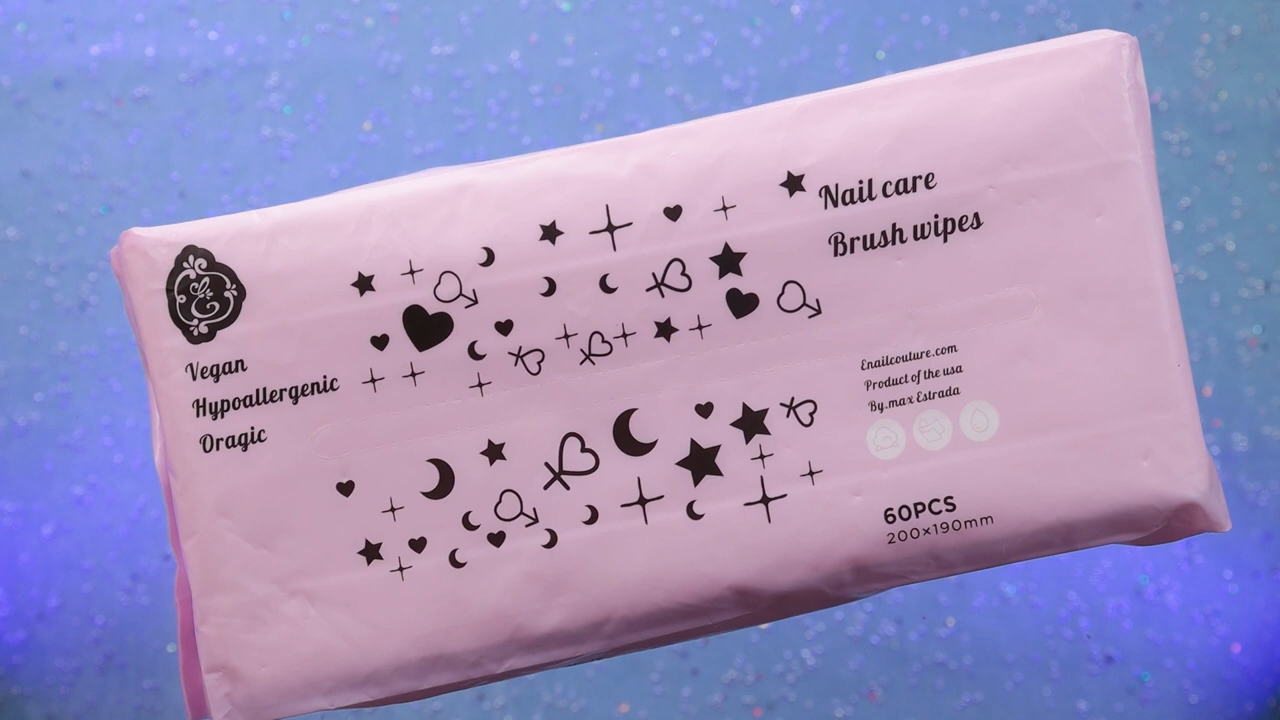 Nail care
Brush wipes
Vegan
Hypoallergenic
Oragic
Enailcouture.com
Product of the usa
By.max Estrada
60PCS
200×190mm